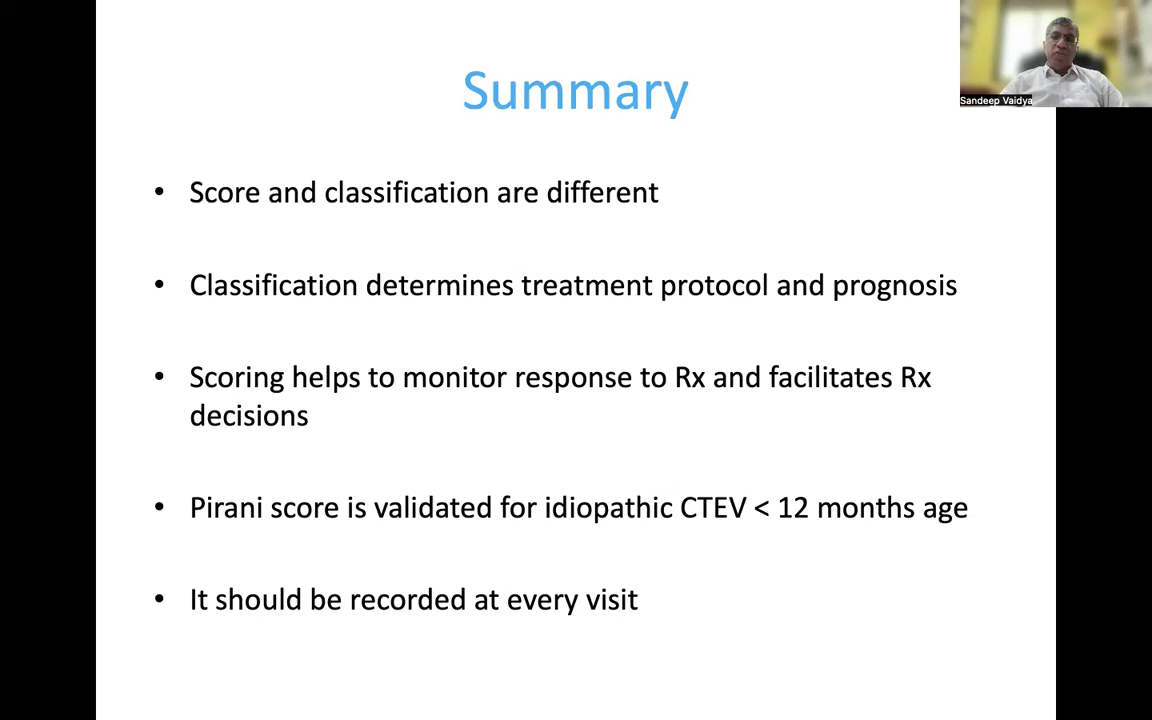 Summary
Sandeep Vaidya
• Score and classification are different
• Classification determines treatment protocol and prognosis
• Scoring helps to monitor response to Rx and facilitates Rx
decisions
• Pirani score is validated for idiopathic CTEV < 12 months age
• It should be recorded at every visit